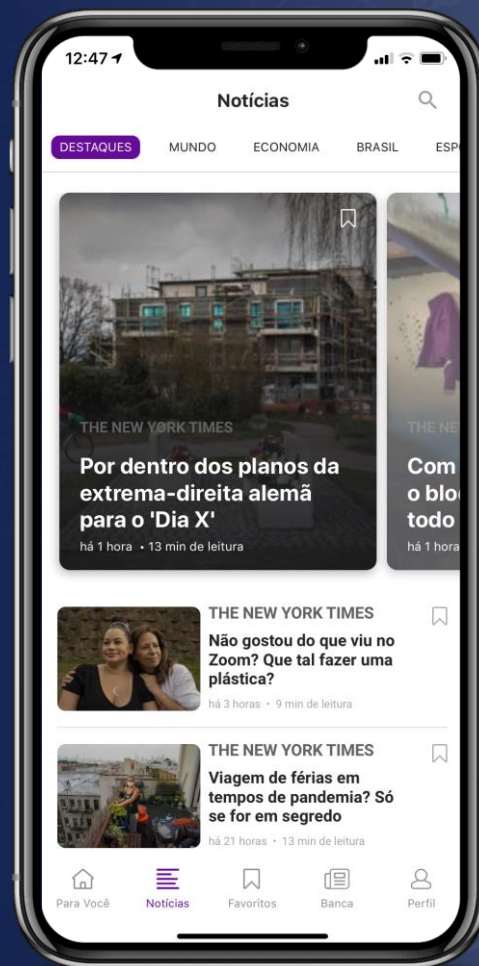 12:47
Notícias
DESTAQUES MUNDO ECONOMIA BRASIL ESPO
THE NEW YORK TIMES
Por dentro dos planos da
extrema-direita alemã
para o 'Dia X'
há 1 hora • 13 min de leitura
THE NE
Com
o blo
todo
há 1 hora
THE NEW YORK TIMES
Não gostou do que viu no
Zoom? Que tal fazer uma
plástica?
há 3 horas • 9 min de leitura
THE NEW YORK TIMES
Viagem de férias em
tempos de pandemia? Só
se for em segredo
há 21 horas • 13 min de leitura
Para Você Notícias Favoritos Banca Perfil